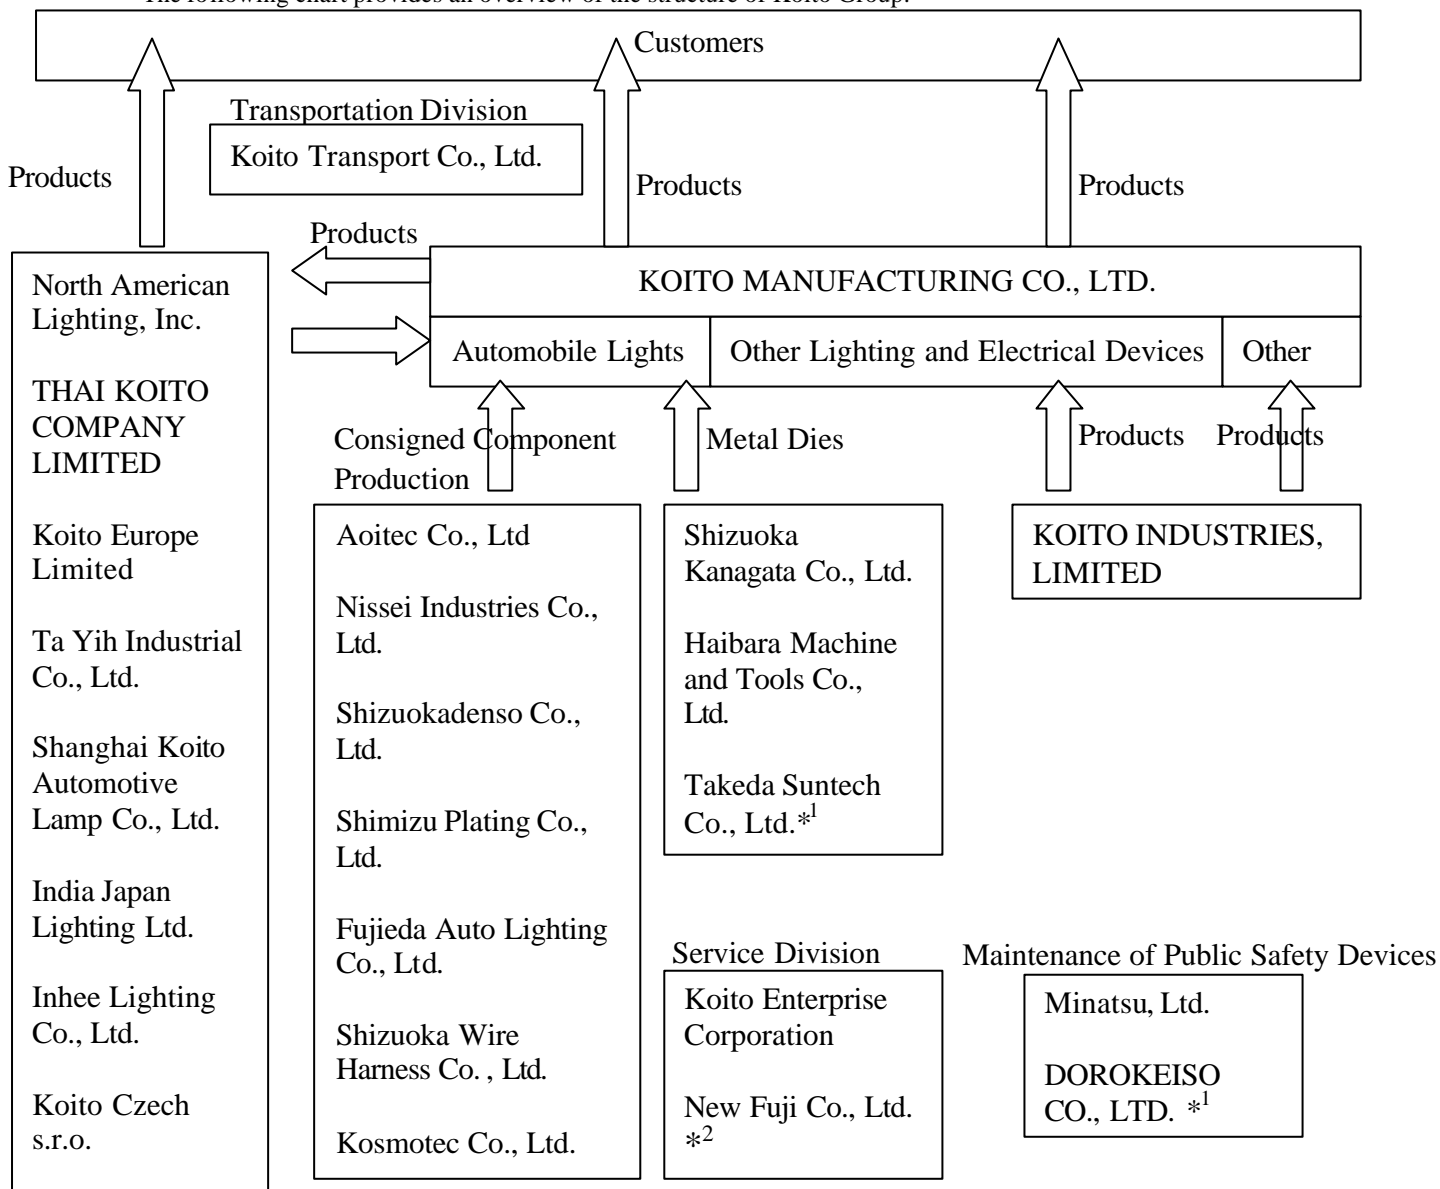 The following chart provides an overview of the structure of Koito Group.
Customers
Transportation Division
Koito Transport Co., Ltd.
Products
Products
Products
Products
KOITO MANUFACTURING CO., LTD.
Automobile Lights
Other Lighting and Electrical Devices
Other
North American
Lighting, Inc.
THAI KOITO
COMPANY
LIMITED
Koito Europe
Limited
Ta Yih Industrial
Co., Ltd.
Shanghai Koito
Automotive
Lamp Co., Ltd.
India Japan
Lighting Ltd.
Inhee Lighting
Co., Ltd.
Koito Czech
s.r.o.
Consigned Component
Production
Metal Dies
Products
Products
Aoitec Co., Ltd
Nissei Industries Co.,
Ltd.
Shizuokadenso Co.,
Ltd.
Shimizu Plating Co.,
Ltd.
Fujieda Auto Lighting
Co., Ltd.
Shizuoka Wire
Harness Co. , Ltd.
Kosmotec Co., Ltd.
Shizuoka
Kanagata Co., Ltd.
Haibara Machine
and Tools Co.,
Ltd.
Takeda Suntech
Co., Ltd.*1
KOITO INDUSTRIES,
LIMITED
Service Division
Koito Enterprise
Corporation
New Fuji Co., Ltd.
*2
Maintenance of Public Safety Devices
Minatsu, Ltd.
DOROKEISO
CO., LTD. *1